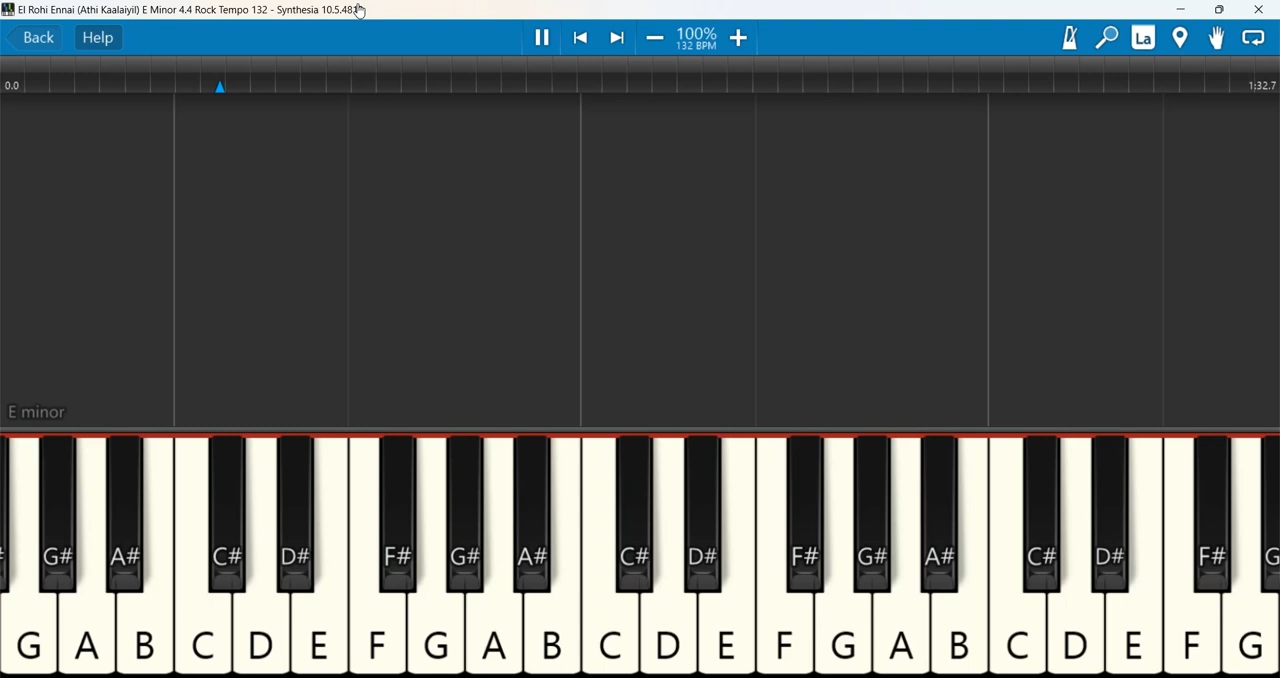 El Rohi Ennai (Athi Kaalaiyil) E Minor 4.4 Rock Tempo 132 - Synthesia 10.5.482
Back Help 100% La
132 BPM
0.0 1:32.7
E minor
G# A# C# D# F# G# A# C# D# F# G# A# C# D# F# G
G A B C D E F G A B C D E F G A B C D E F G